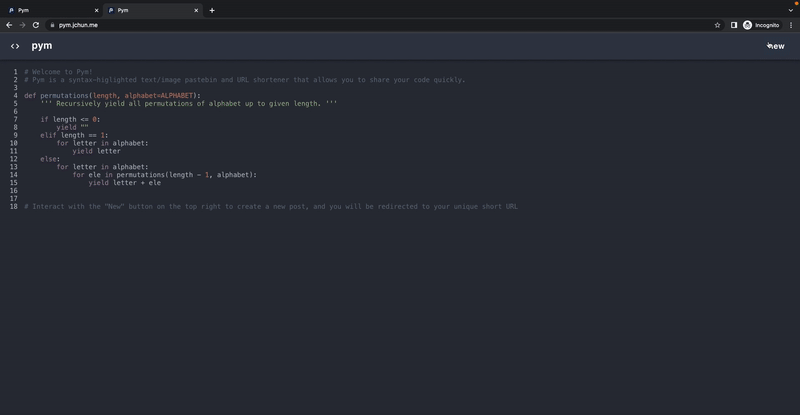 Pym
Pym
pym.jchun.me
Incognito
<> pym
new
1 # Welcome to Pym!
2 # Pym is a syntax-higlighted text/image pastebin and URL shortener that allows you to share your code quickly.
3
4 def permutations(length, alphabet=ALPHABET):
5     ''' Recursively yield all permutations of alphabet up to given length. '''
6
7     if length <= 0:
8         yield ""
9     elif length == 1:
10         for letter in alphabet:
11             yield letter
12     else:
13         for letter in alphabet:
14             for ele in permutations(length - 1, alphabet):
15                 yield letter + ele
16
17
18 # Interact with the "New" button on the top right to create a new post, and you will be redirected to your unique short URL